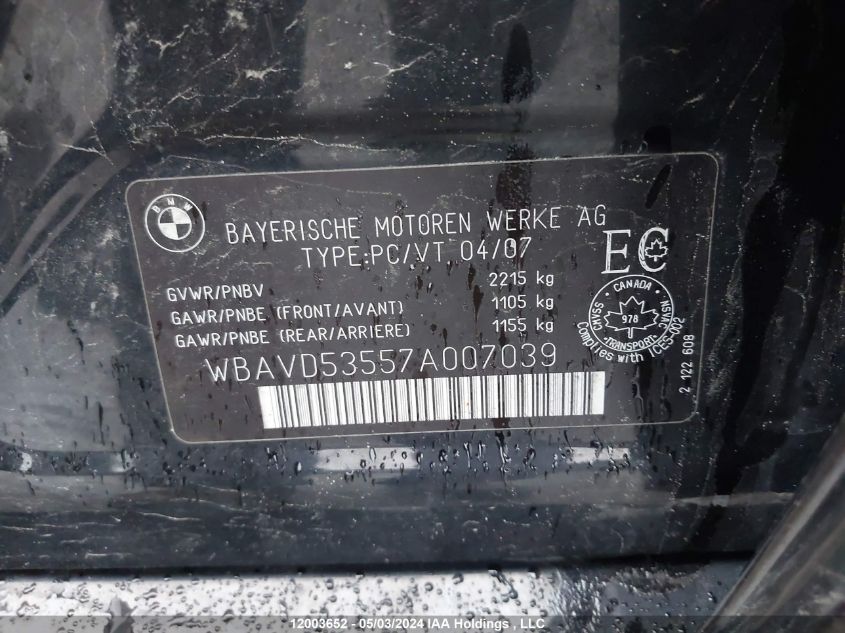 BMW
BAYERISCHE MOTOREN WERKE AG
TYPE:PC/VT 04/07
EC
GVWR/PNBV 2215 kg
GAWR/PNBE (FRONT/AVANT) 1105 kg
GAWR/PNBE (REAR/ARRIERE) 1155 kg
CANADA
CMVSS
NSVAC
978
TRANSPORT
Complies with ICES-002
2 122 608
WBAVD53557A007039
12003652 - 05/03/2024 IAA Holdings, LLC